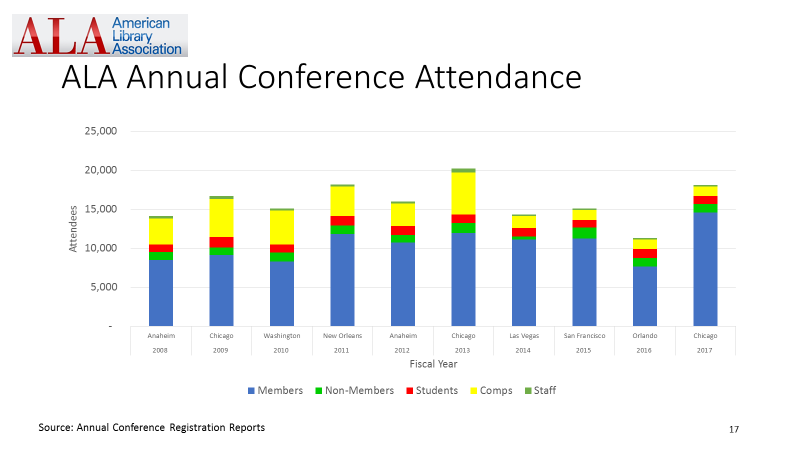 ALA American
Library
Association
ALA Annual Conference Attendance
25,000
20,000
15,000
10,000
5,000
-
Attendees
Anaheim Chicago Washington New Orleans Anaheim Chicago Las Vegas San Francisco Orlando Chicago
2008 2009 2010 2011 2012 2013 2014 2015 2016 2017
Fiscal Year
Members Non-Members Students Comps Staff
Source: Annual Conference Registration Reports
17